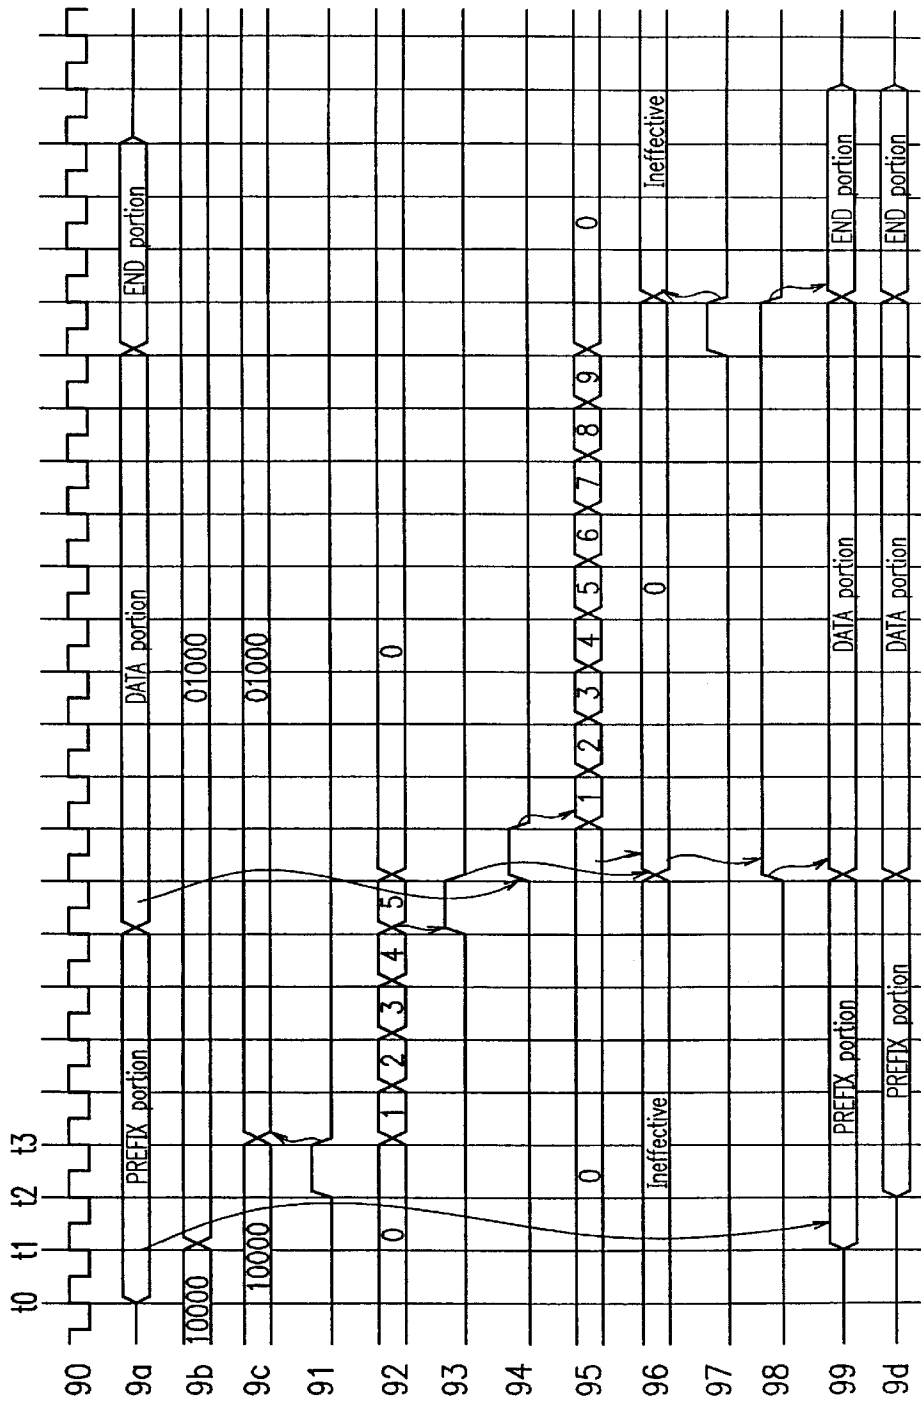 t0 t1 t2 t3
90
9a PREFIX portion DATA portion END portion
9b 10000 01000
9c 10000 01000
91
92 0 1 2 3 4 5 0
93
94
95 0 1 2 3 4 5 6 7 8 9 0
96 Ineffective 0 Ineffective
97
98
99 PREFIX portion DATA portion END portion
9d PREFIX portion DATA portion END portion